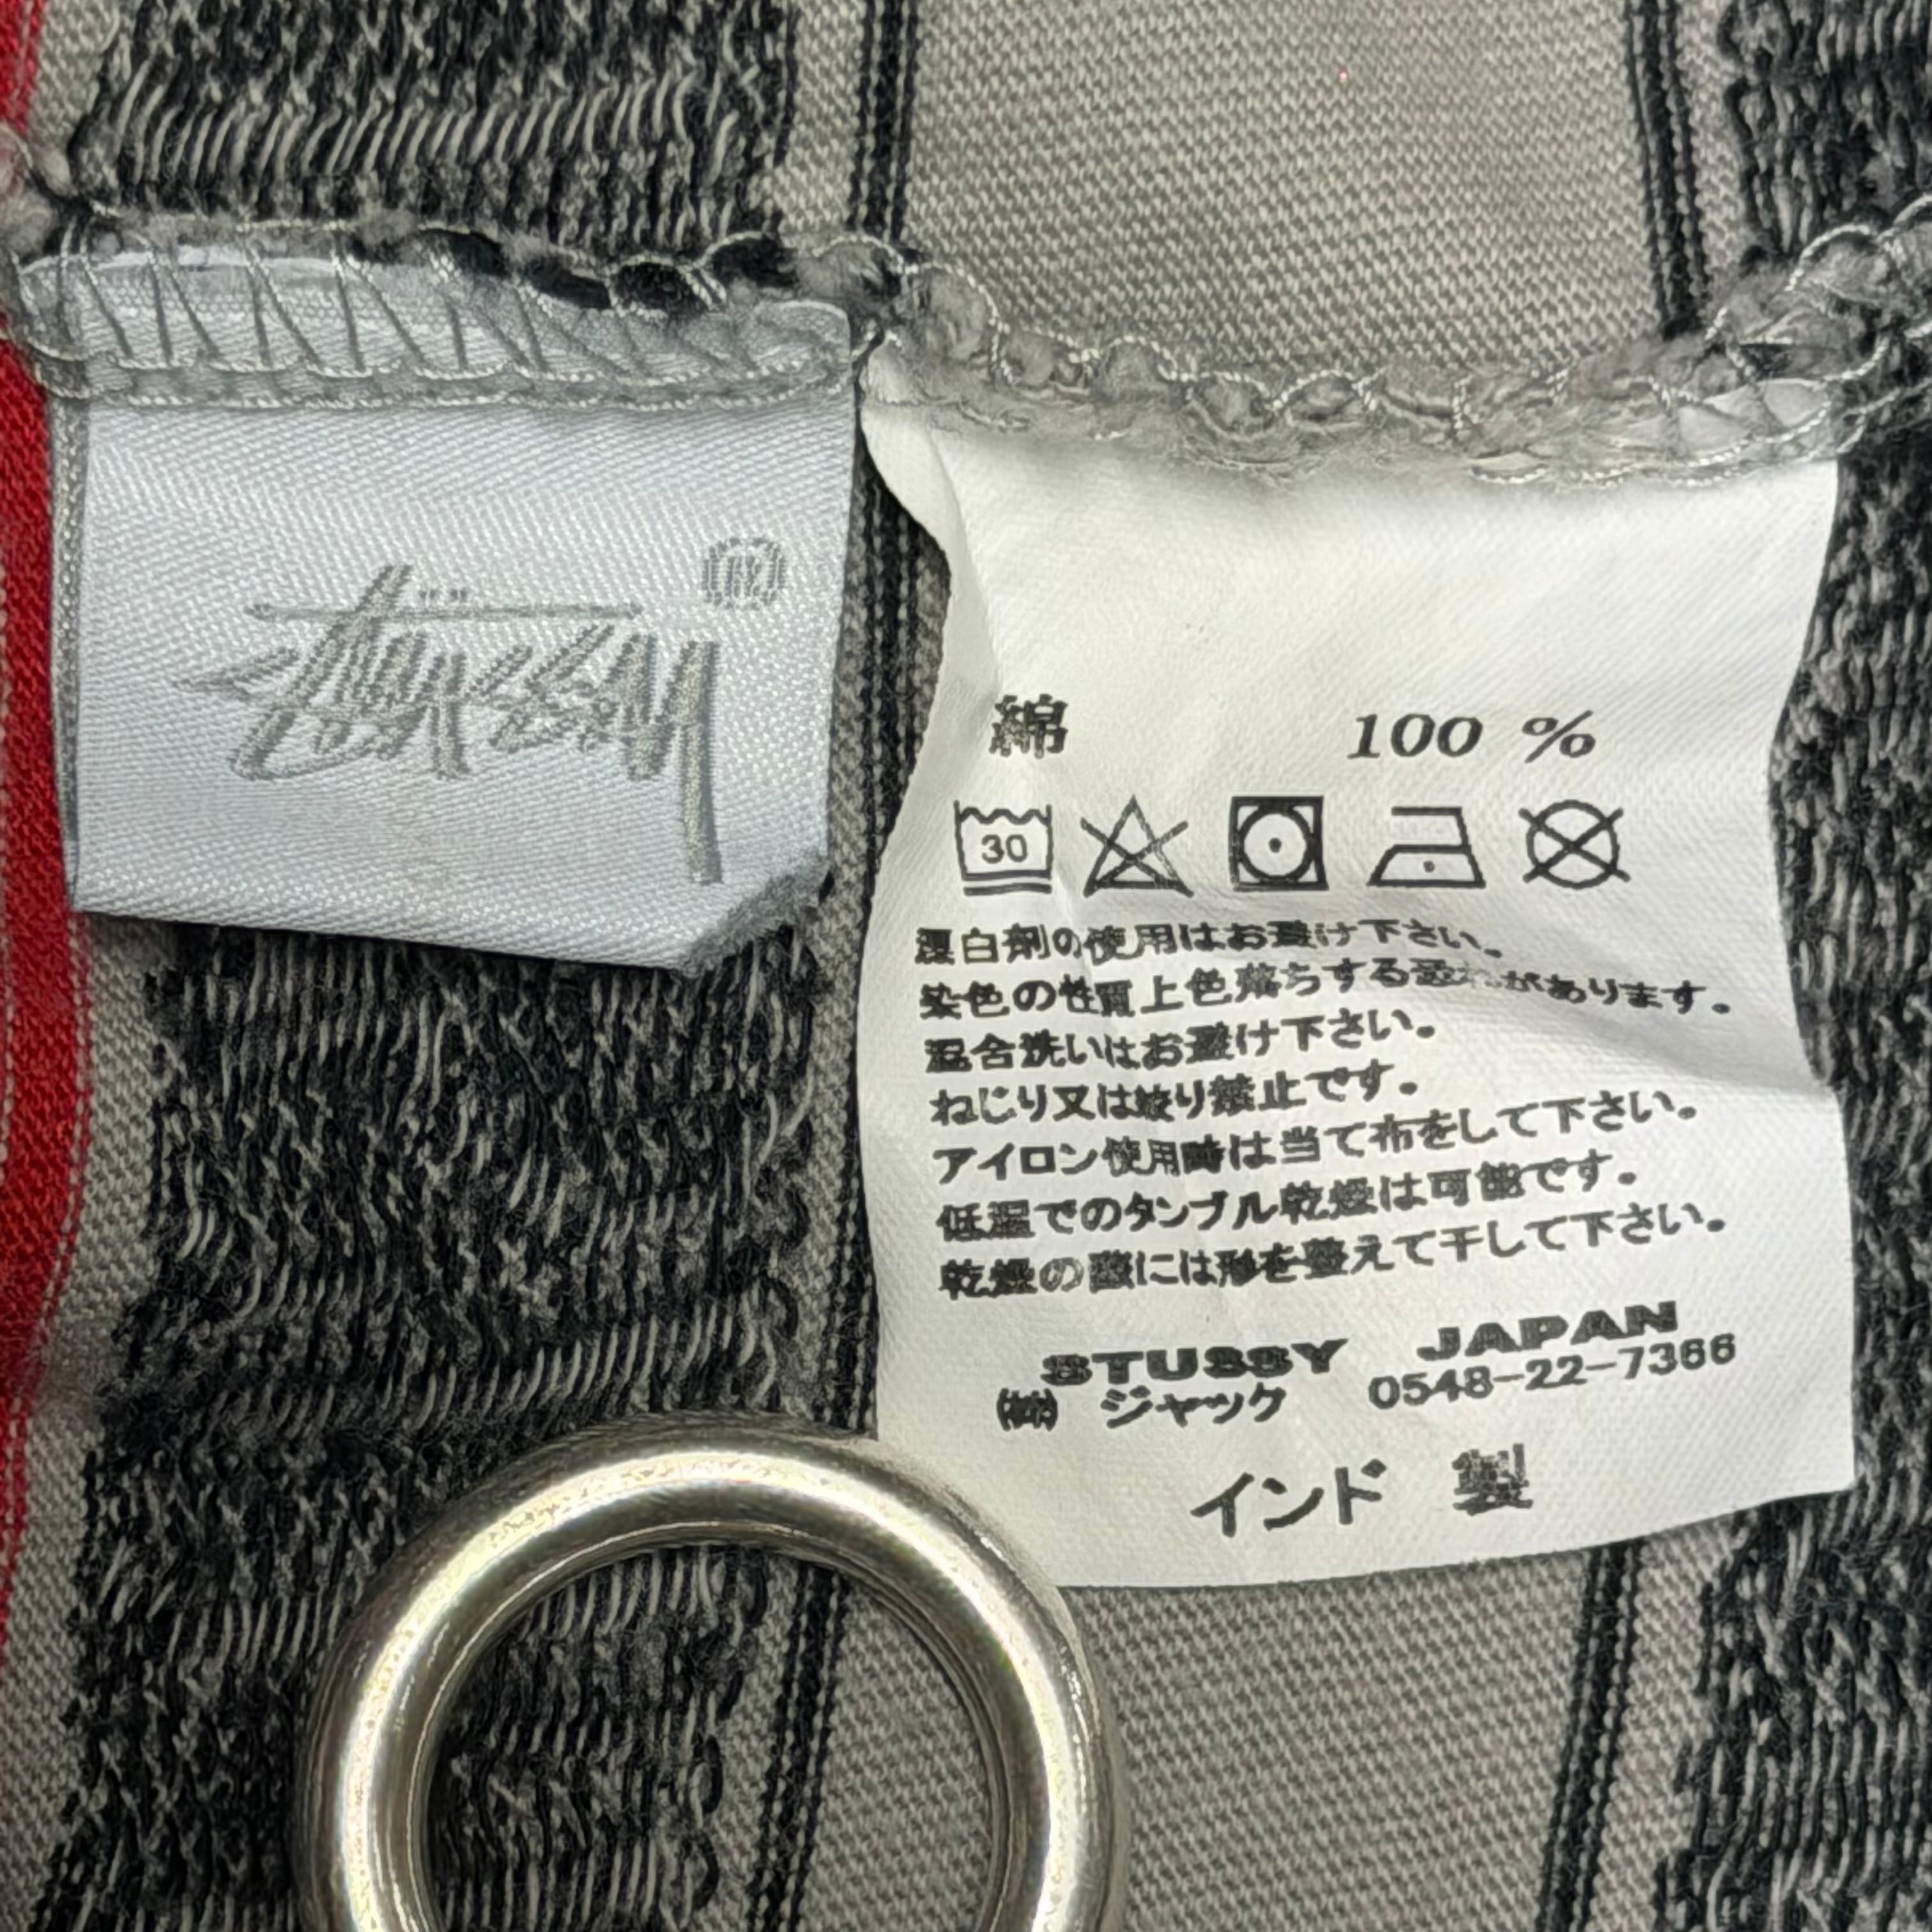 Stüssy
®
綿 100 %
30
漂白剤の使用はお避け下さい。
染色の性質上色落ちする恐れがあります。
混合洗いはお避け下さい。
ねじり又は絞り禁止です。
アイロン使用時は当て布をして下さい。
低温でのタンブル乾燥は可能です。
乾燥の際には形を整えて干して下さい。
STUSSY JAPAN
㈱ ジャック 0548-22-7366
インド 製